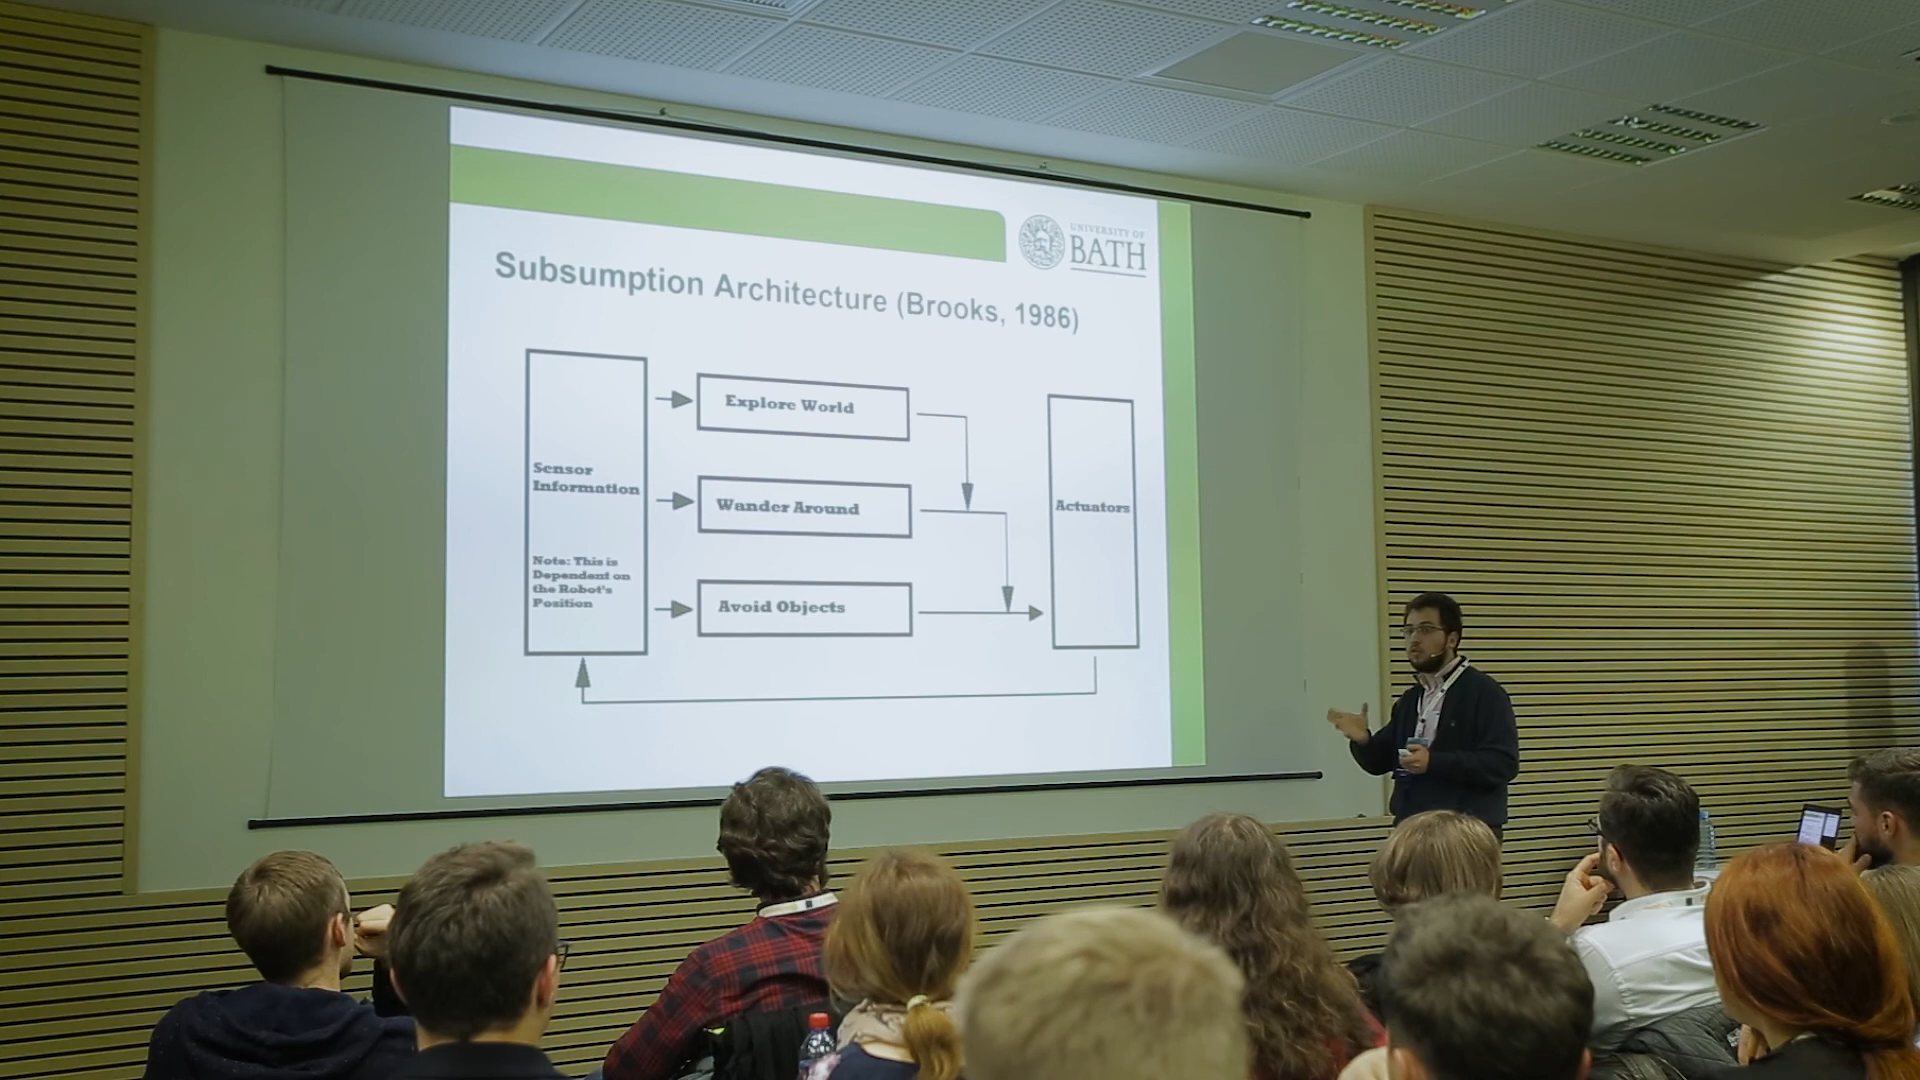 UNIVERSITY OF
BATH
Subsumption Architecture (Brooks, 1986)
Explore World
Sensor
Information
Wander Around
Actuators
Note: This is
Dependent on
the Robot's
Position
Avoid Objects